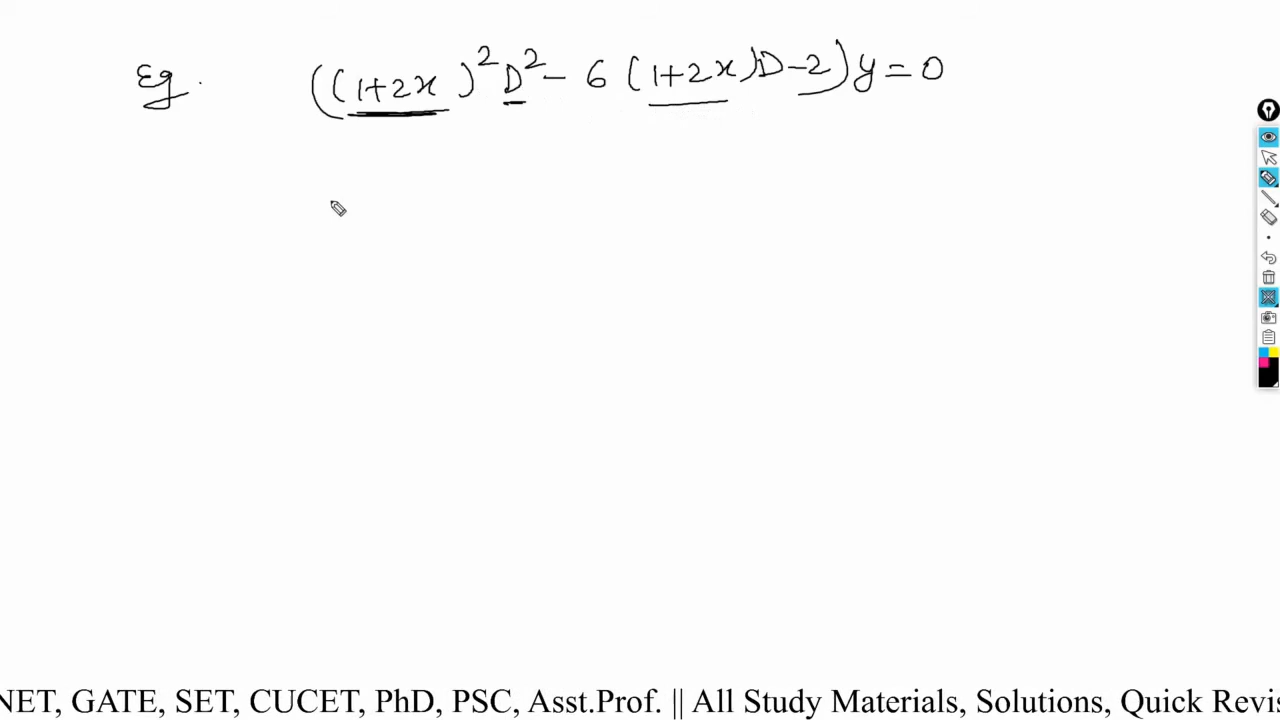 Eg. ((1+2x)²D² - 6(1+2x)D-2)y=0
NET, GATE, SET, CUCET, PhD, PSC, Asst.Prof. || All Study Materials, Solutions, Quick Revis